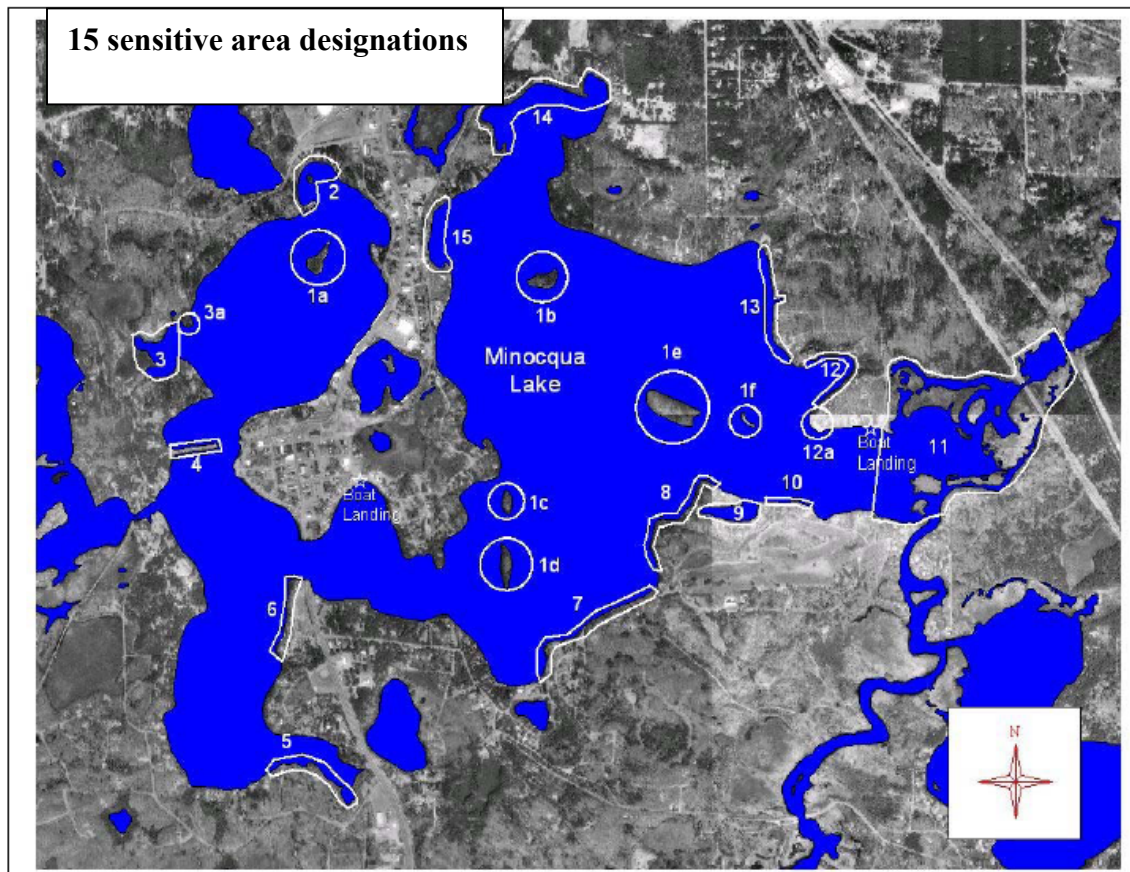 15 sensitive area designations
14
2
15
1a
1b
3a
13
3
Minocqua
Lake
1e
12
1f
4
12a
Boat
Landing
11
Boat
Landing
8
10
1c
9
1d
6
7
5
N